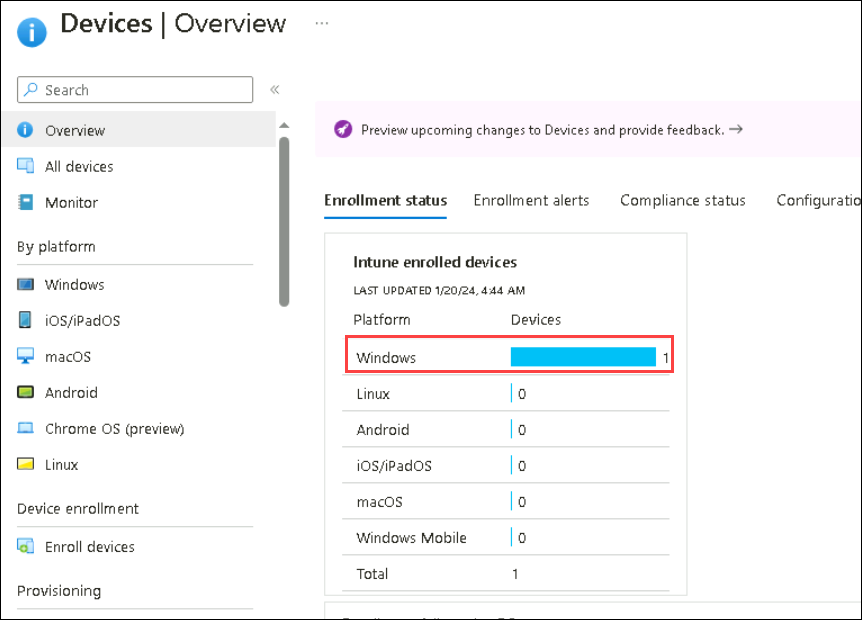 Devices | Overview ...
Search «
Overview
All devices
Monitor
By platform
Windows
iOS/iPadOS
macOS
Android
Chrome OS (preview)
Linux
Device enrollment
Enroll devices
Provisioning
Preview upcoming changes to Devices and provide feedback. →
Enrollment status Enrollment alerts Compliance status Configuratio
Intune enrolled devices
LAST UPDATED 1/20/24, 4:44 AM
Platform Devices
Windows 1
Linux 0
Android 0
iOS/iPadOS 0
macOS 0
Windows Mobile 0
Total 1